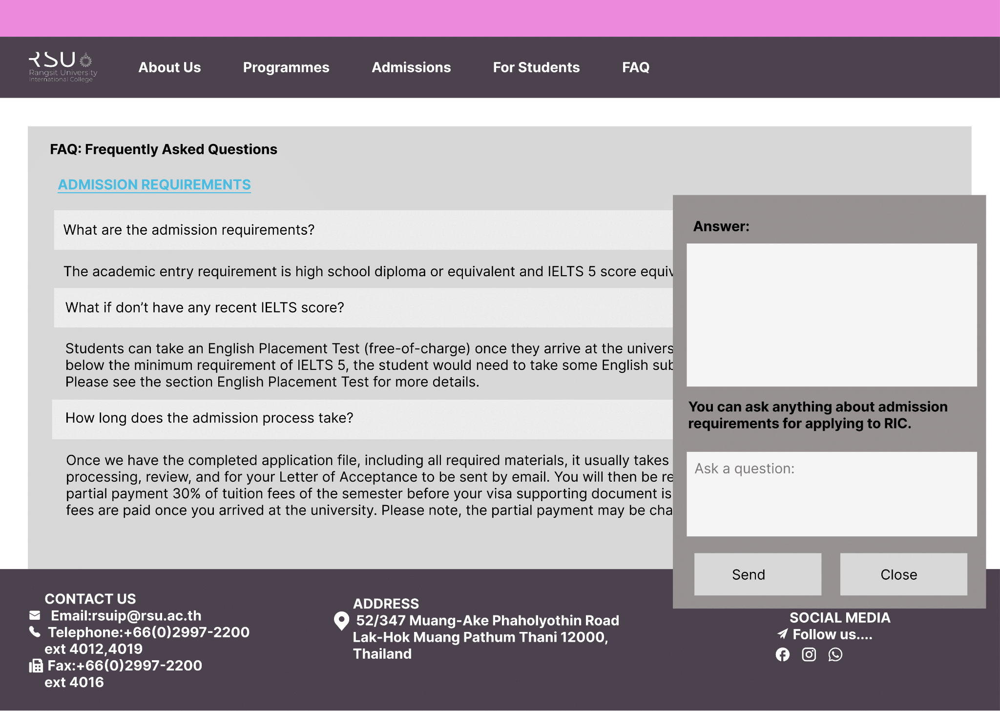 RSU
Rangsit University
International College
About Us
Programmes
Admissions
For Students
FAQ
FAQ: Frequently Asked Questions
ADMISSION REQUIREMENTS
What are the admission requirements?
The academic entry requirement is high school diploma or equivalent and IELTS 5 score
What if don’t have any recent IELTS score?
Students can take an English Placement Test (free-of-charge) once they arrive at the
below the minimum requirement of IELTS 5, the student would need to take some English
Please see the section English Placement Test for more details.
How long does the admission process take?
Once we have the completed application file, including all required materials, it usually takes
processing, review, and for your Letter of Acceptance to be sent by email. You will then be
partial payment 30% of tuition fees of the semester before your visa supporting document is
fees are paid once you arrived at the university. Please note, the partial payment may be
Answer:
You can ask anything about admission
requirements for applying to RIC.
Ask a question:
Send
Close
CONTACT US
Email:rsuip@rsu.ac.th
Telephone:+66(0)2997-2200
ext 4012,4019
Fax:+66(0)2997-2200
ext 4016
ADDRESS
52/347 Muang-Ake Phaholyothin Road
Lak-Hok Muang Pathum Thani 12000,
Thailand
SOCIAL MEDIA
Follow us....